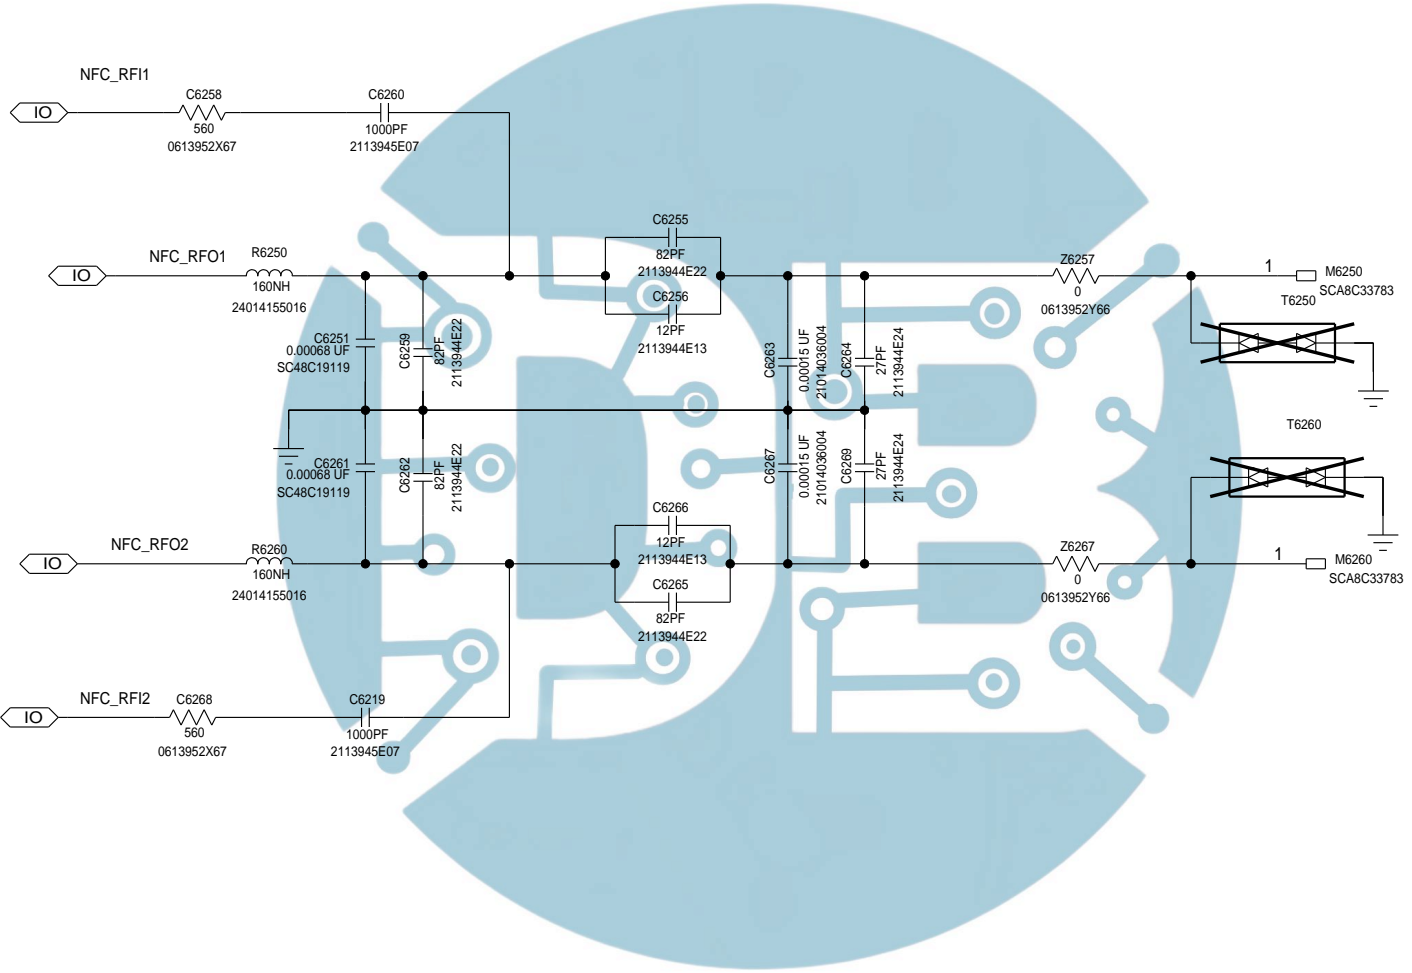 NFC_RFI1
IO
C6258
560
0613952X67
C6260
1000PF
2113945E07
NFC_RFO1
IO
R6250
160NH
24014155016
C6255
82PF
2113944E22
C6256
12PF
2113944E13
Z6257
0
0613952Y66
1
M6250
SCA8C33783
T6250
C6251
0.00068 UF
SC48C19119
C6259
82PF
2113944E22
C6263
0.00015 UF
21014036004
C6264
27PF
2113944E24
T6260
C6261
0.00068 UF
SC48C19119
C6262
82PF
2113944E22
C6267
0.00015 UF
21014036004
C6269
27PF
2113944E24
NFC_RFO2
IO
R6260
160NH
24014155016
C6266
12PF
2113944E13
C6265
82PF
2113944E22
Z6267
0
0613952Y66
1
M6260
SCA8C33783
NFC_RFI2
IO
C6268
560
0613952X67
C6219
1000PF
2113945E07